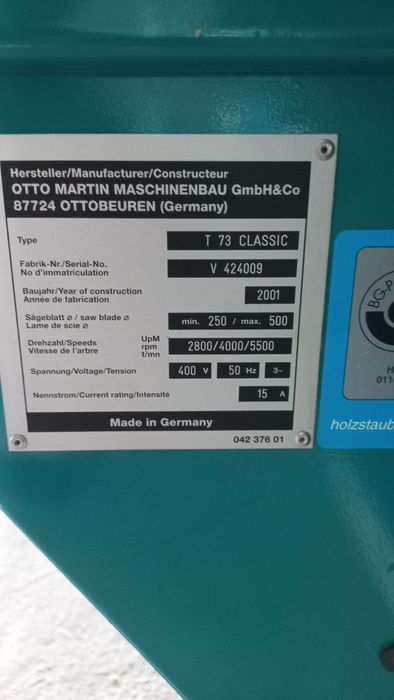 Hersteller/Manufacturer/Constructeur
OTTO MARTIN MASCHINENBAU GmbH&Co
87724 OTTOBEUREN (Germany)
Type T 73 CLASSIC
Fabrik-Nr./Serial-No. V 424009
No d'immatriculation
Baujahr/Year of construction 2001
Année de fabrication
Sägeblatt ø / saw blade ø min. 250 / max. 500
Lame de scie ø
Drehzahl/Speeds UpM 2800/4000/5500
Vitesse de l'arbre rpm
t/mn
Spannung/Voltage/Tension 400 V 50 Hz 3~
Nennstrom/Current rating/Intensité 15 A
Made in Germany
042 376 01
BG-P
H
011
holzstaub